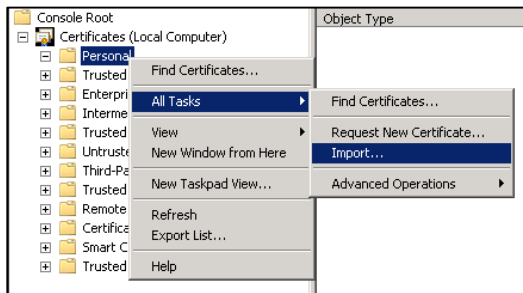 Console Root
Object Type
Certificates (Local Computer)
Personal
Trusted
Enterpri
Interme
Trusted
Untruste
Third-Pa
Trusted
Remote
Certifica
Smart C
Trusted
Find Certificates...
All Tasks
View
New Window from Here
New Taskpad View...
Refresh
Export List...
Help
Find Certificates...
Request New Certificate...
Import...
Advanced Operations